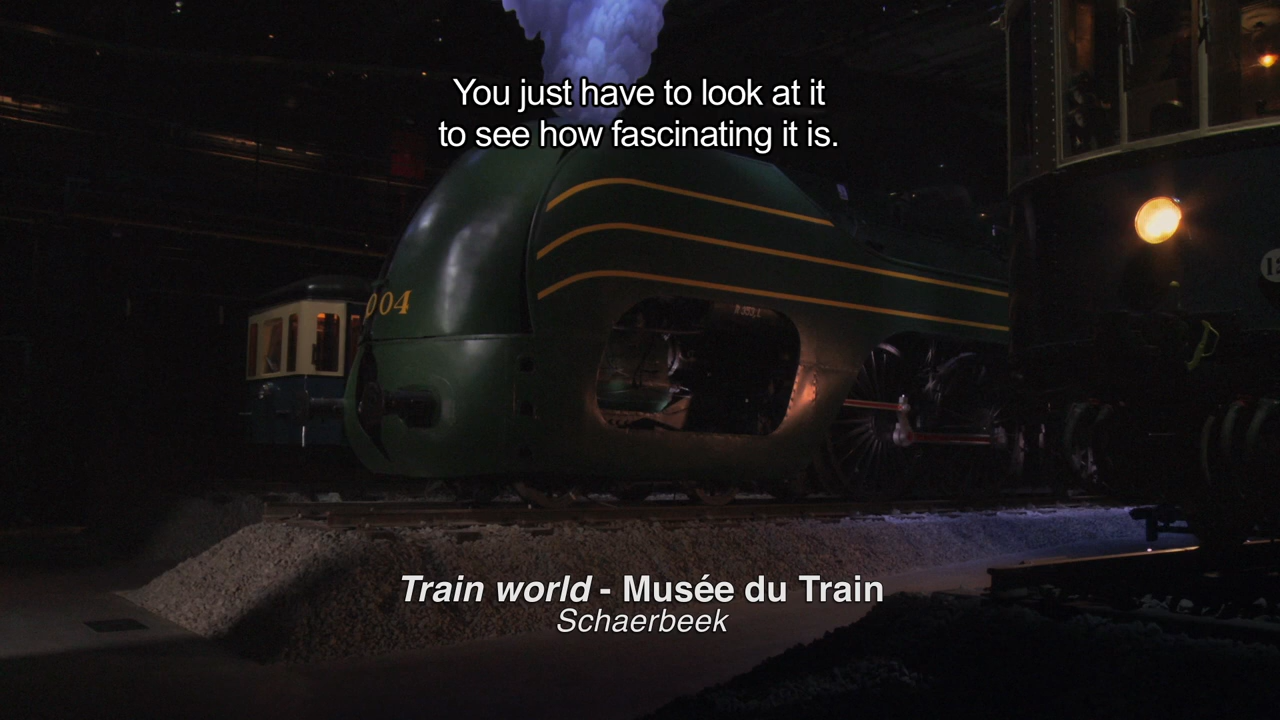 You just have to look at it
to see how fascinating it is.
004
Train world - Musée du Train
Schaerbeek